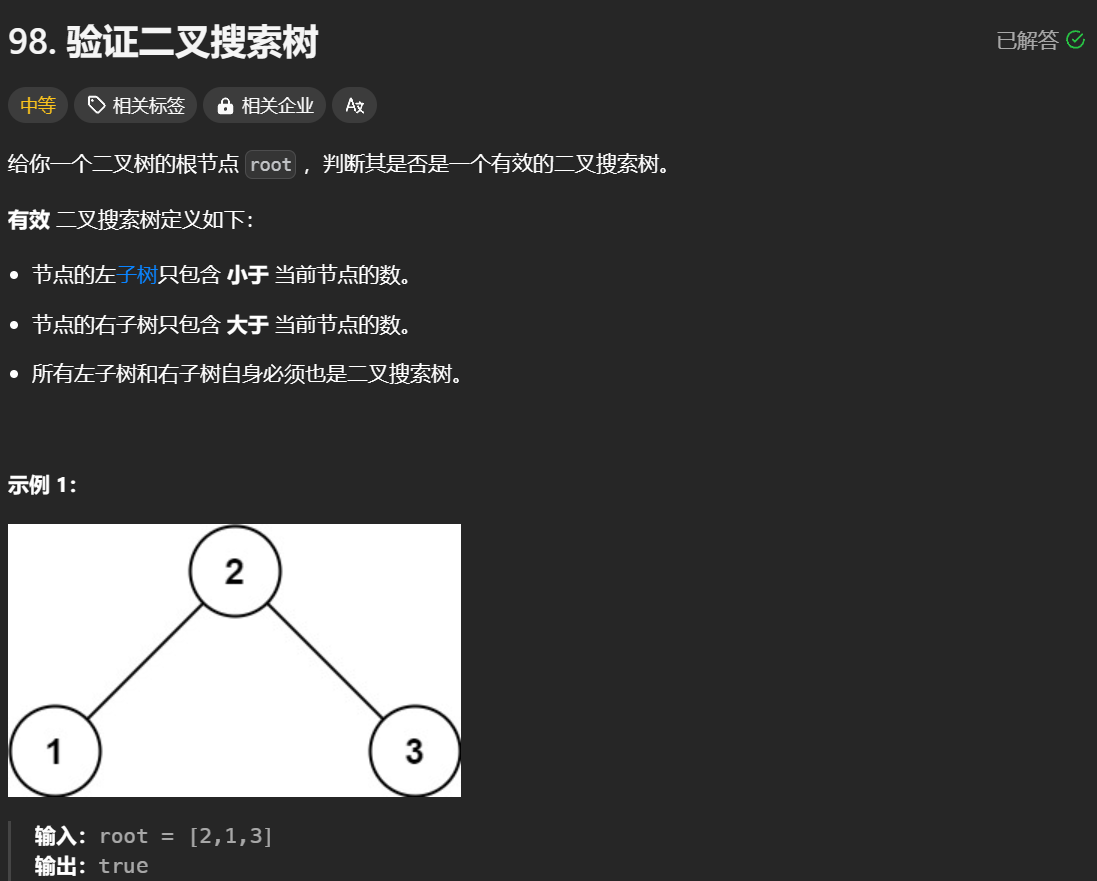 98. 验证二叉搜索树
已解答
中等 相关标签 相关企业 Az
给你一个二叉树的根节点 root ，判断其是否是一个有效的二叉搜索树。
有效 二叉搜索树定义如下：
节点的左子树只包含 小于 当前节点的数。
节点的右子树只包含 大于 当前节点的数。
所有左子树和右子树自身必须也是二叉搜索树。
示例 1：
2
1 3
输入：root = [2,1,3]
输出：true